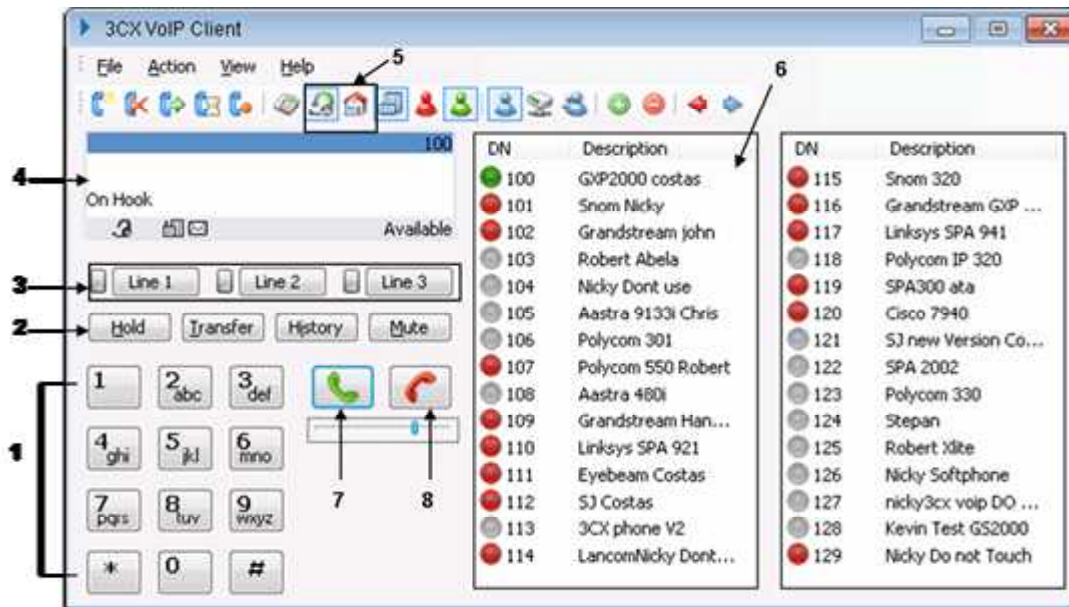 3CX VoIP Client
File Action View Help
5
6
100
4
On Hook
Available
3
Line 1 Line 2 Line 3
2
Hold Transfer History Mute
1
1 2abc 3def
4ghi 5jkl 6mno
7pqrs 8tuv 9wxyz
* 0 #
7 8
DN Description
100 GXP2000 costas
101 Snom Nicky
102 Grandstream john
103 Robert Abela
104 Nicky Dont use
105 Aastra 9133i Chris
106 Polycom 301
107 Polycom 550 Robert
108 Aastra 480i
109 Grandstream Han...
110 Linksys SPA 921
111 Eyebeam Costas
112 SJ Costas
113 3CX phone V2
114 LancomNicky Dont...
DN Description
115 Snom 320
116 Grandstream GXP ...
117 Linksys SPA 941
118 Polycom IP 320
119 SPA300 ata
120 Cisco 7940
121 SJ new Version Co...
122 SPA 2002
123 Polycom 330
124 Stepan
125 Robert Xlite
126 Nicky Softphone
127 nicky3cx voip DO ...
128 Kevin Test GS2000
129 Nicky Do not Touch